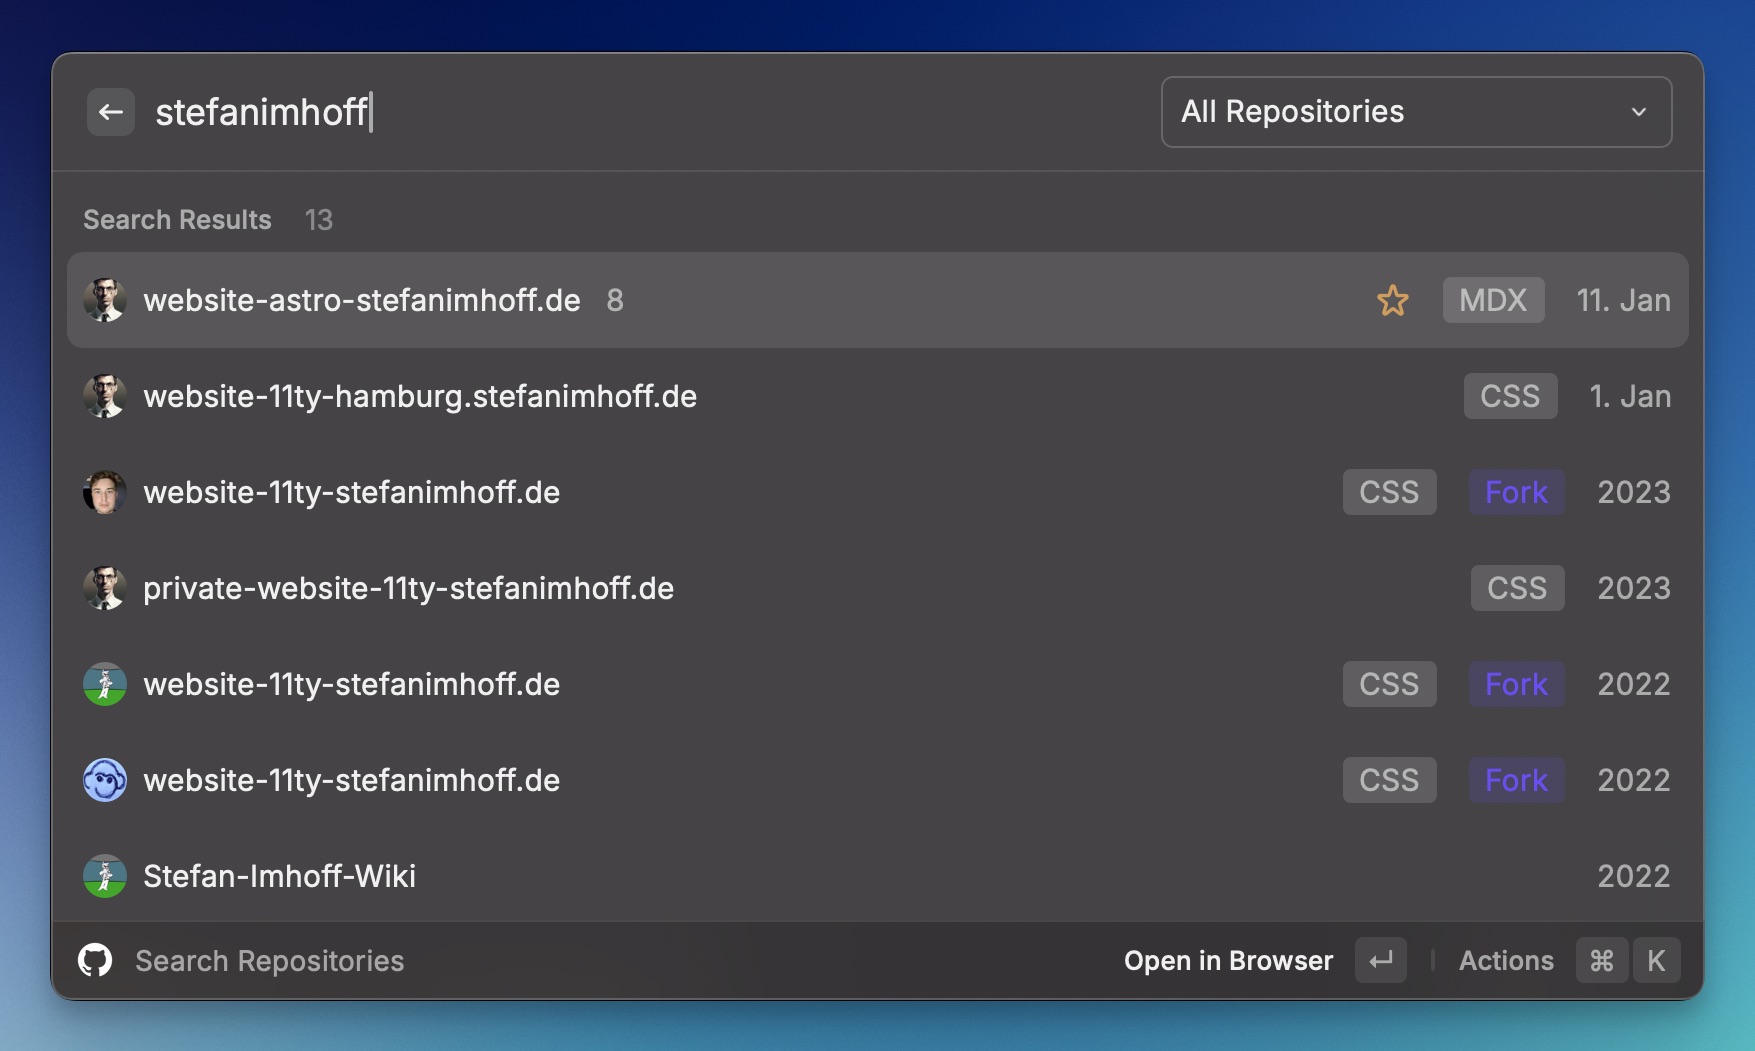 stefanimhoff
All Repositories
Search Results 13
website-astro-stefanimhoff.de 8 MDX 11. Jan
website-11ty-hamburg.stefanimhoff.de CSS 1. Jan
website-11ty-stefanimhoff.de CSS Fork 2023
private-website-11ty-stefanimhoff.de CSS 2023
website-11ty-stefanimhoff.de CSS Fork 2022
website-11ty-stefanimhoff.de CSS Fork 2022
Stefan-Imhoff-Wiki 2022
Search Repositories Open in Browser ↵ Actions ⌘ K